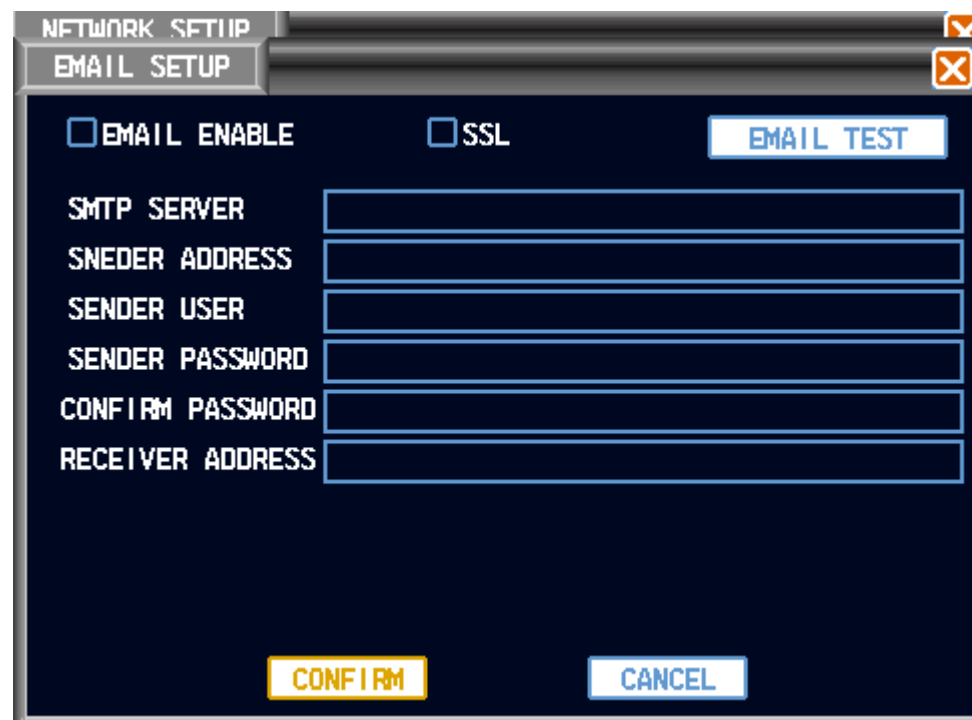 NETWORK SETUP
EMAIL SETUP
EMAIL ENABLE SSL EMAIL TEST
SMTP SERVER
SNEDER ADDRESS
SENDER USER
SENDER PASSWORD
CONFIRM PASSWORD
RECEIVER ADDRESS
CONFIRM CANCEL